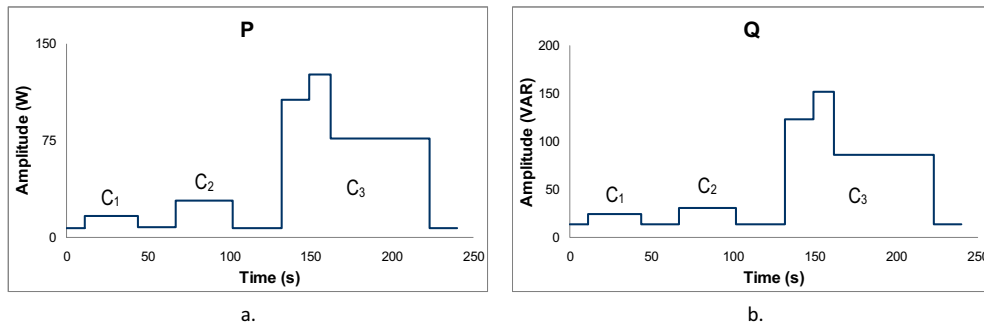 P
150
75
0
Amplitude (W)
C₁
C₂
C₃
0 50 100 150 200 250
Time (s)
a.
Q
200
150
100
50
0
Amplitude (VAR)
C₁
C₂
C₃
0 50 100 150 200 250
Time (s)
b.